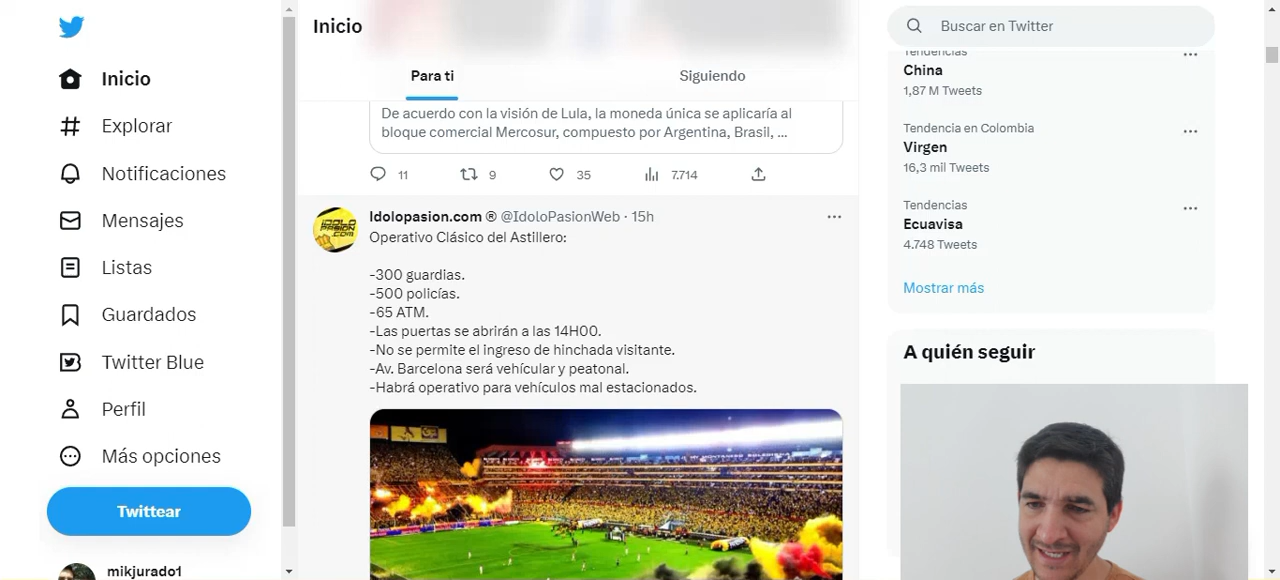 Inicio
Explorar
Notificaciones
Mensajes
Listas
Guardados
Twitter Blue
Perfil
Más opciones
Twittear
mikjurado1
Inicio
Para ti
Siguiendo
De acuerdo con la visión de Lula, la moneda única se aplicaría al
bloque comercial Mercosur, compuesto por Argentina, Brasil, ...
11 9 35 7.714
Idolopasion.com ® @IdoloPasionWeb · 15h
Operativo Clásico del Astillero:
-300 guardias.
-500 policías.
-65 ATM.
-Las puertas se abrirán a las 14H00.
-No se permite el ingreso de hinchada visitante.
-Av. Barcelona será vehícular y peatonal.
-Habrá operativo para vehículos mal estacionados.
IDOLO
PASION
.COM
Buscar en Twitter
Tendencias
China
1,87 M Tweets
Tendencia en Colombia
Virgen
16,3 mil Tweets
Tendencias
Ecuavisa
4.748 Tweets
Mostrar más
A quién seguir